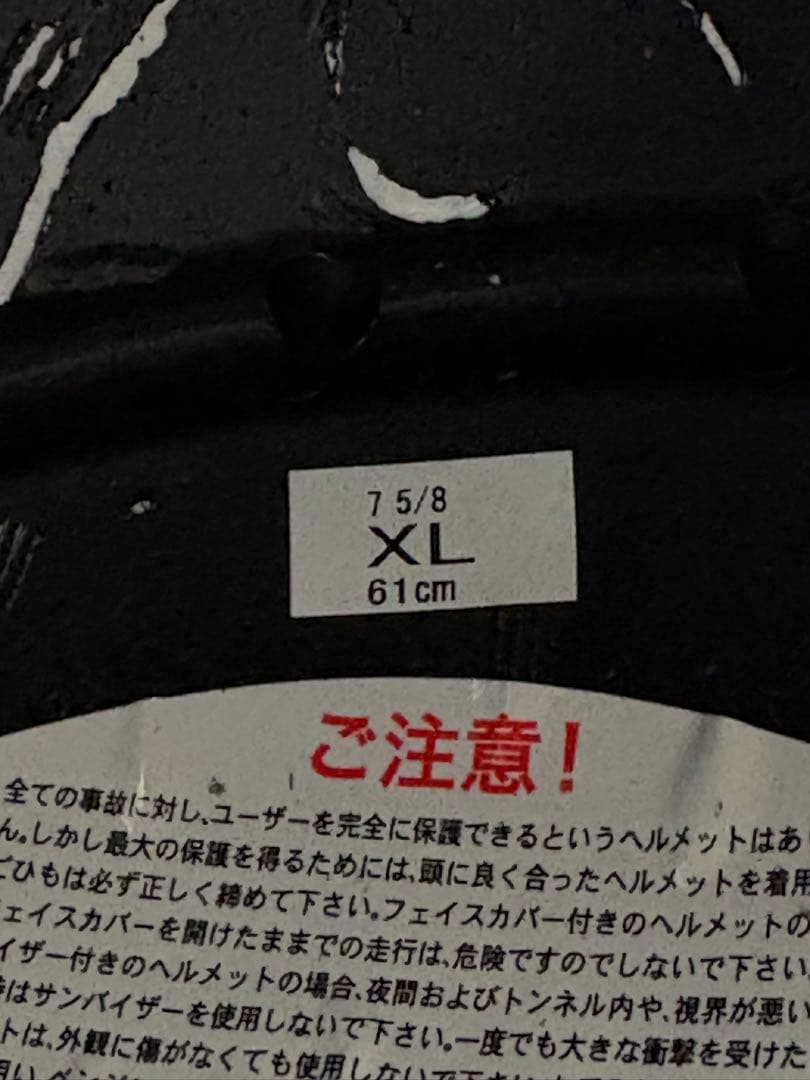 7 5/8
XL
61cm
ご注意!
全ての事故に対し、ユーザーを完全に保護できるというヘルメットはあり
ん。しかし最大の保護を得るためには、頭に良く合ったヘルメットを着用
ごひもは必ず正しく締めて下さい。フェイスカバー付きのヘルメットの
ェイスカバーを開けたままでの走行は、危険ですのでしないで下さい。
イザー付きのヘルメットの場合、夜間およびトンネル内や、視界が悪い
はサンバイザーを使用しないで下さい。一度でも大きな衝撃を受けた
トは、外観に傷がなくても使用しないで下さい